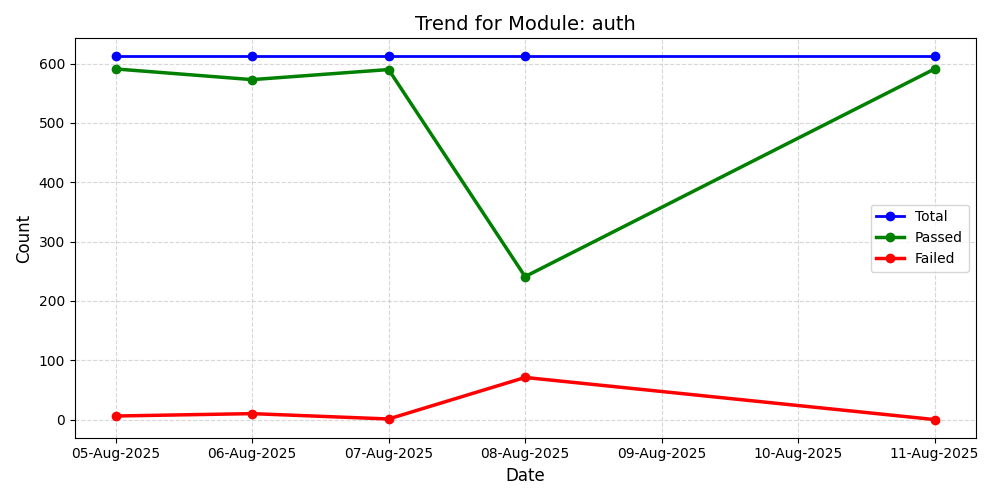 Trend for Module: auth
Count
600
500
400
300
200
100
0
Total
Passed
Failed
05-Aug-2025
06-Aug-2025
07-Aug-2025
08-Aug-2025
09-Aug-2025
10-Aug-2025
11-Aug-2025
Date